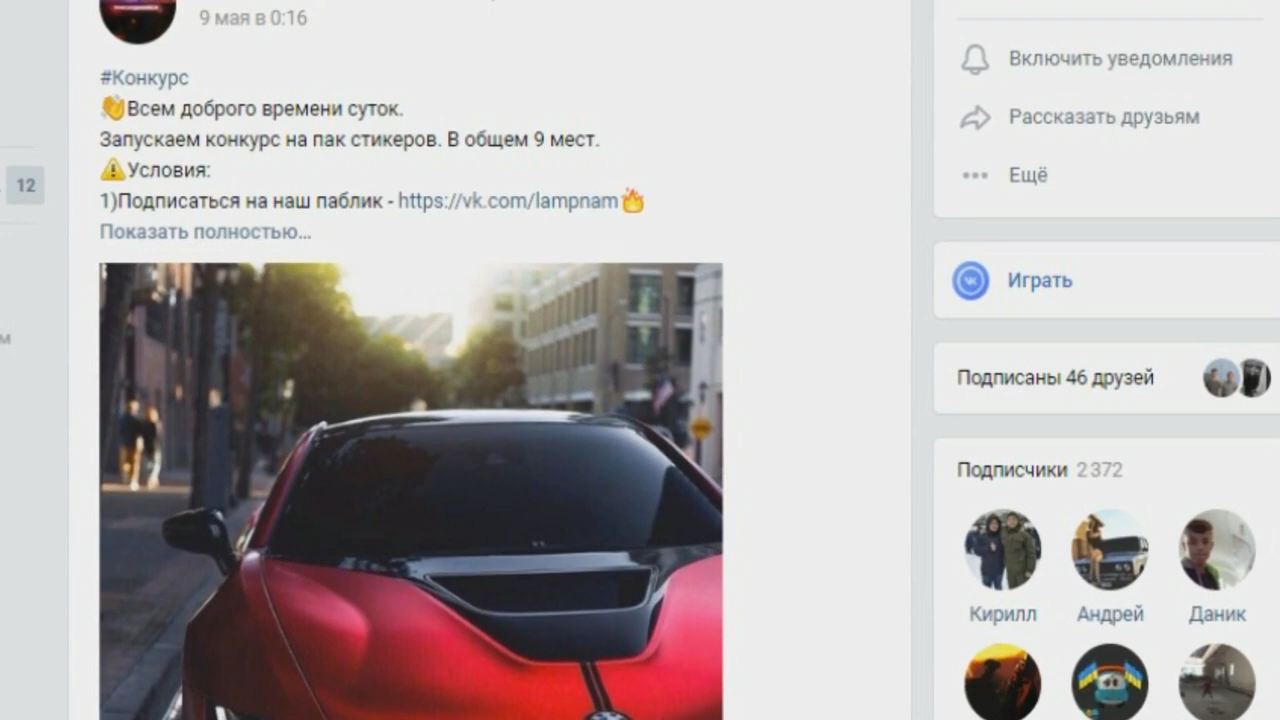 9 мая в 0:16
#Конкурс
👋Всем доброго времени суток.
Запускаем конкурс на пак стикеров. В общем 9 мест.
⚠Условия:
1)Подписаться на наш паблик - https://vk.com/lampnam🔥
Показать полностью...
12
м
Включить уведомления
Рассказать друзьям
Ещё
Играть
Подписаны 46 друзей
Подписчики 2 372
Кирилл Андрей Даник